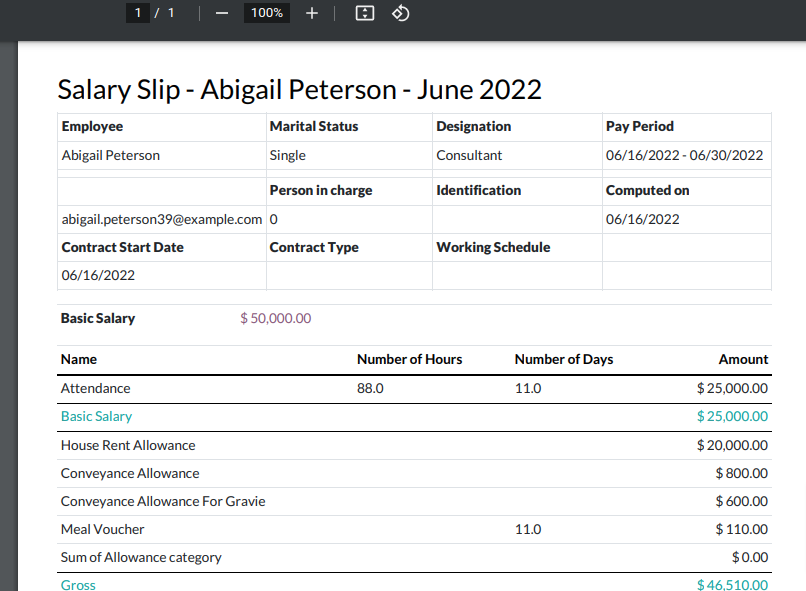 1 / 1 — 100% +
Salary Slip - Abigail Peterson - June 2022
Employee Marital Status Designation Pay Period
Abigail Peterson Single Consultant 06/16/2022 - 06/30/2022
Person in charge Identification Computed on
abigail.peterson39@example.com 0 06/16/2022
Contract Start Date Contract Type Working Schedule
06/16/2022
Basic Salary $ 50,000.00
Name Number of Hours Number of Days Amount
Attendance 88.0 11.0 $ 25,000.00
Basic Salary $ 25,000.00
House Rent Allowance $ 20,000.00
Conveyance Allowance $ 800.00
Conveyance Allowance For Gravie $ 600.00
Meal Voucher 11.0 $ 110.00
Sum of Allowance category $ 0.00
Gross $ 46,510.00